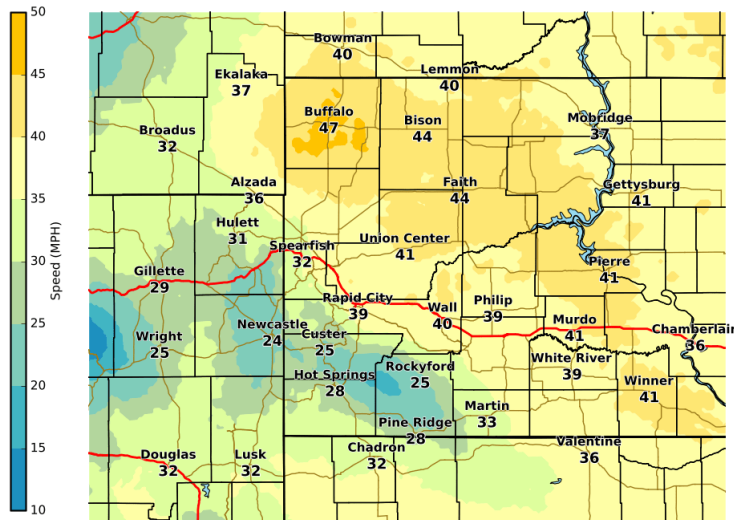 50
45
40
35
30
25
20
15
10
Speed (MPH)
Bowman
40
Lemmon
40
Ekalaka
37
Buffalo
47
Bison
44
Mobridge
37
Broadus
32
Alzada
36
Faith
44
Gettysburg
41
Hulett
31
Spearfish
32
Union Center
41
Gillette
29
Pierre
41
Rapid City
39
Wall
40
Philip
39
Murdo
41
Chamberlain
36
Wright
25
Newcastle
24
Custer
25
White River
39
Hot Springs
28
Rockyford
25
Winner
41
Martin
33
Pine Ridge
28
Douglas
32
Lusk
32
Chadron
32
Valentine
36